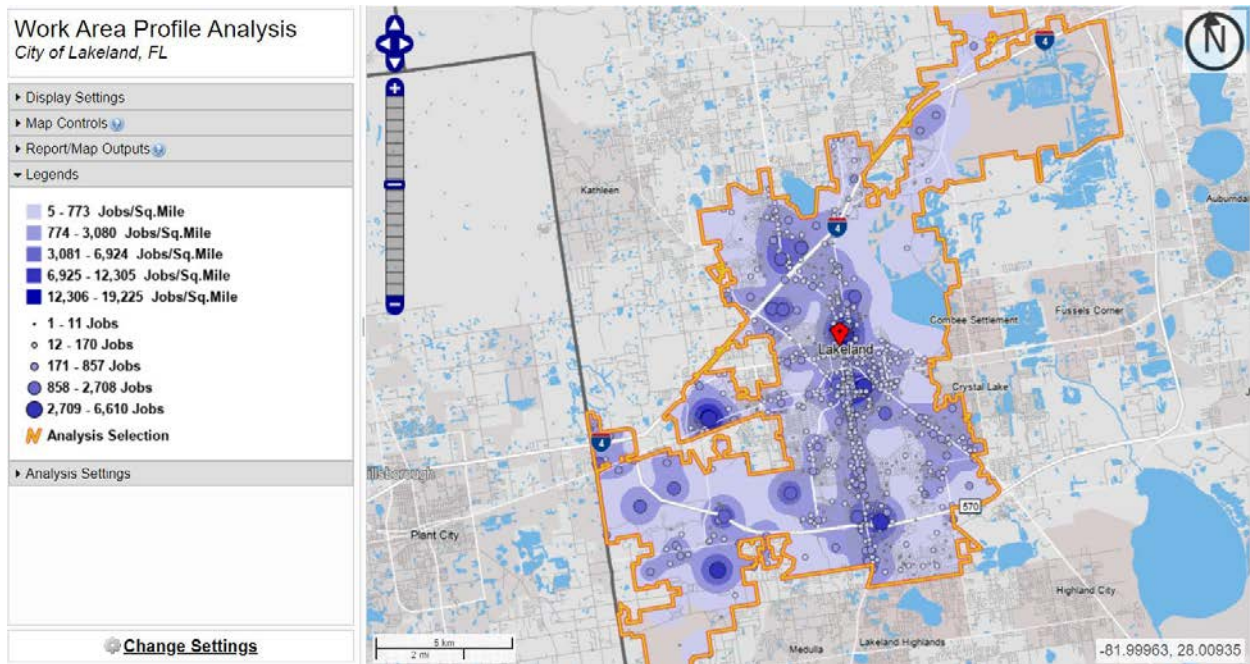 Work Area Profile Analysis
City of Lakeland, FL
Display Settings
Map Controls
Report/Map Outputs
Legends
5 - 773 Jobs/Sq.Mile
774 - 3,080 Jobs/Sq.Mile
3,081 - 6,924 Jobs/Sq.Mile
6,925 - 12,305 Jobs/Sq.Mile
12,306 - 19,225 Jobs/Sq.Mile
1 - 11 Jobs
12 - 170 Jobs
171 - 857 Jobs
858 - 2,708 Jobs
2,709 - 6,610 Jobs
Analysis Selection
Analysis Settings
Change Settings
N
4
Kathleen
4
Auburnda
Combee Settlement
Fussels Corner
Lakeland
Crystal Lake
4
illsborough
570
Plant City
Highland City
5 km
2 mi
Medulla
Lakeland Highlands
-81.99963, 28.00935